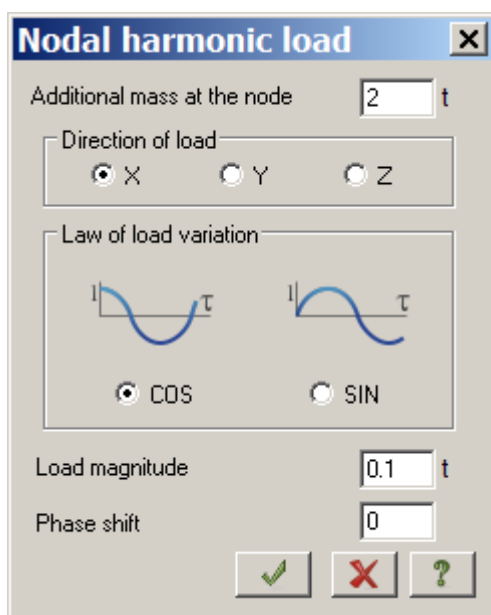 Nodal harmonic load
Additional mass at the node 2 t
Direction of load
X Y Z
Law of load variation
1 τ 1 τ
COS SIN
Load magnitude 0.1 t
Phase shift 0
?